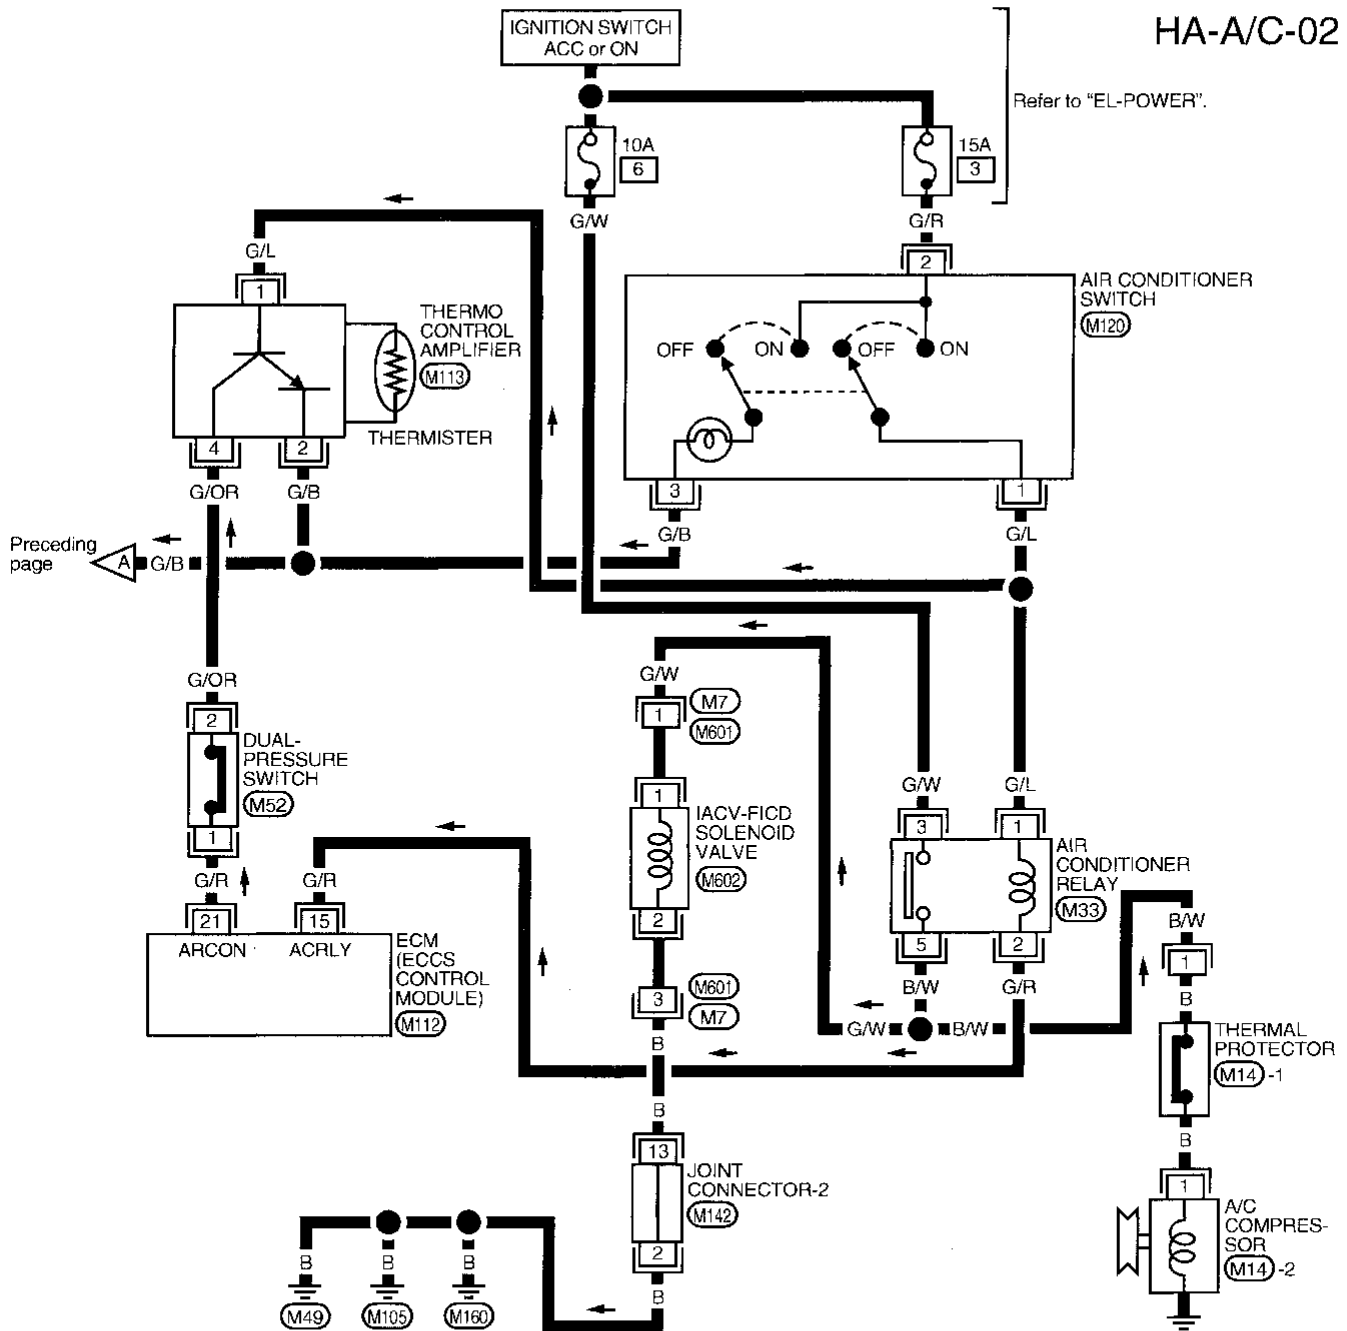 HA-A/C-02
IGNITION SWITCH
ACC or ON
Refer to "EL-POWER".
10A
6
15A
3
G/W
G/R
2
AIR CONDITIONER
SWITCH
M120
OFF
ON
OFF
ON
3
1
G/B
G/L
G/L
1
THERMO
CONTROL
AMPLIFIER
M113
THERMISTER
4
2
G/OR
G/B
Preceding
page
A
G/B
G/OR
2
DUAL-
PRESSURE
SWITCH
M52
1
G/R
G/R
21
15
ARCON
ACRLY
ECM
(ECCS
CONTROL
MODULE)
M112
G/W
1
M7
M601
1
IACV-FICD
SOLENOID
VALVE
M602
2
3
M601
M7
B
B
G/W
G/L
3
1
AIR
CONDITIONER
RELAY
M33
5
2
B/W
G/R
G/W
B/W
B/W
1
B
THERMAL
PROTECTOR
M14 -1
B
1
A/C
COMPRES-
SOR
M14 -2
13
JOINT
CONNECTOR-2
M142
2
B
B
B
B
M49
M105
M160